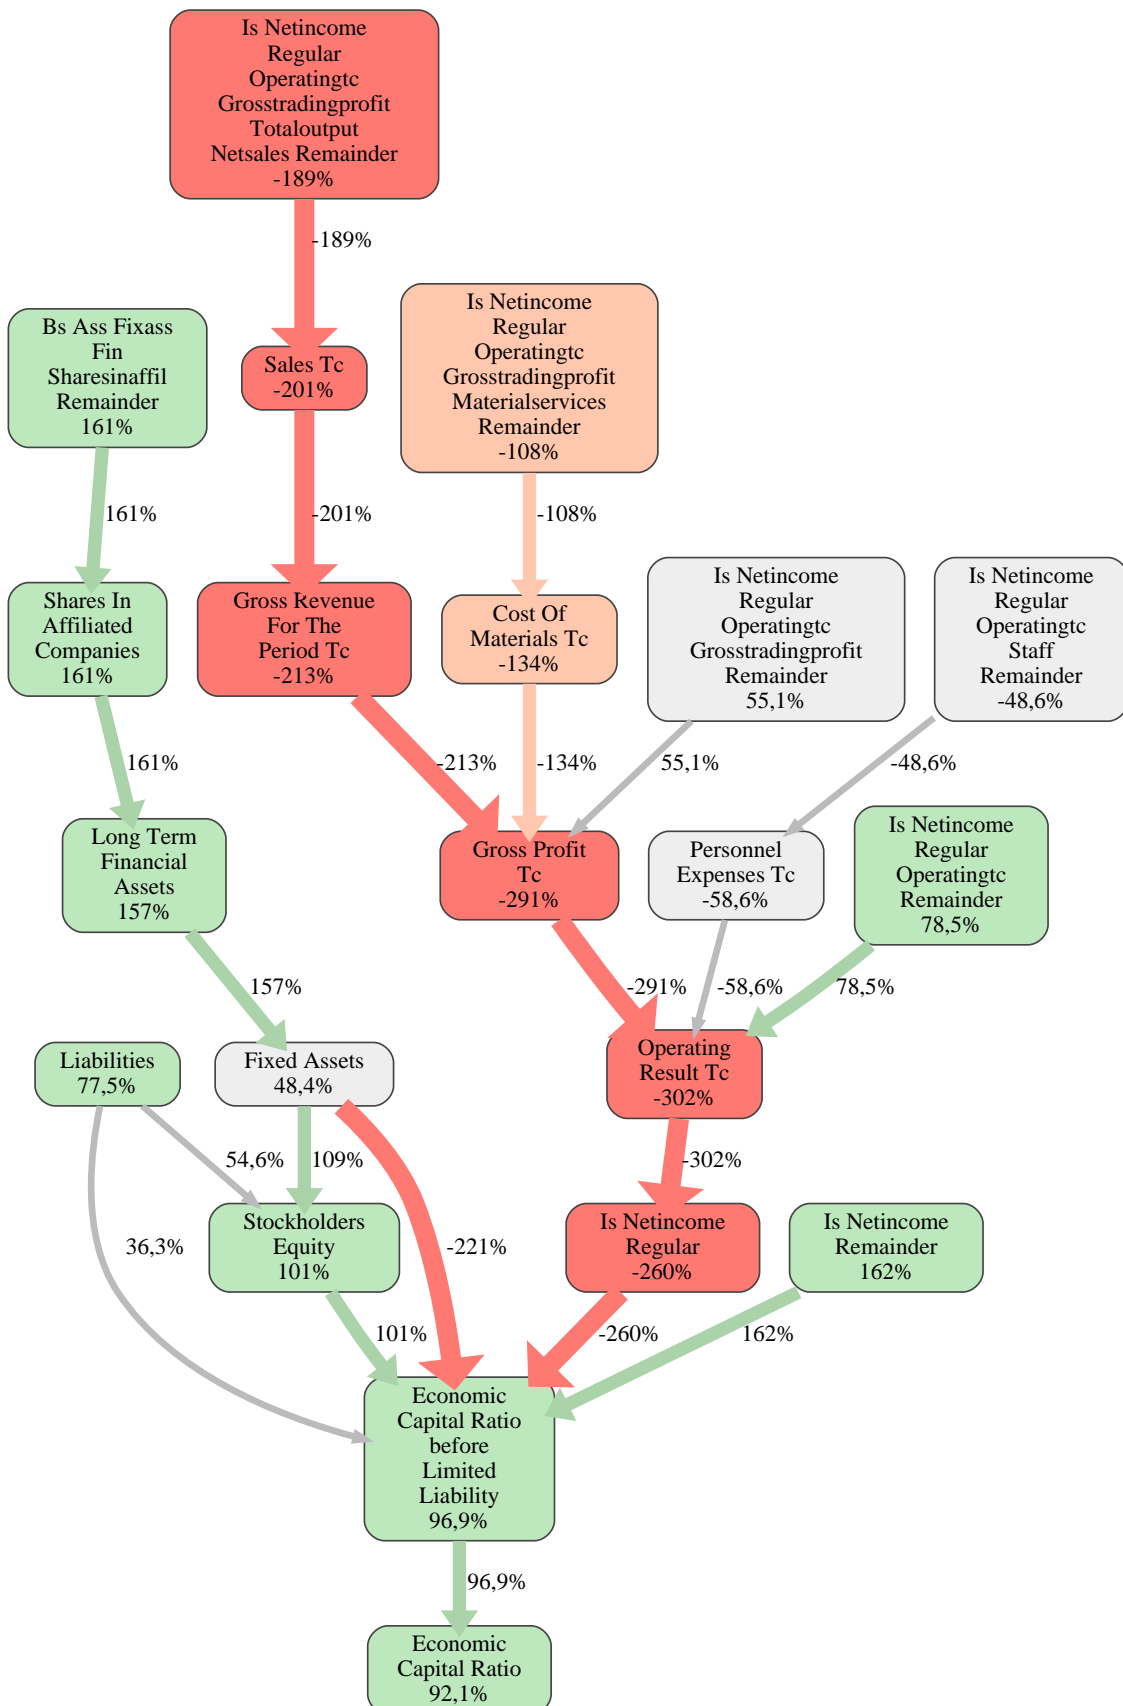 Is Netincome
Regular
Operatingtc
Grosstradingprofit
Totaloutput
Netsales Remainder
-189%
-189%
Bs Ass Fixass
Fin
Sharesinaffil
Remainder
161%
Sales Tc
-201%
Is Netincome
Regular
Operatingtc
Grosstradingprofit
Materialservices
Remainder
-108%
161%
-201%
-108%
Shares In
Affiliated
Companies
161%
Gross Revenue
For The
Period Tc
-213%
Cost Of
Materials Tc
-134%
Is Netincome
Regular
Operatingtc
Grosstradingprofit
Remainder
55,1%
Is Netincome
Regular
Operatingtc
Staff
Remainder
-48,6%
161%
-213%
-134%
55,1%
-48,6%
Long Term
Financial
Assets
157%
Gross Profit
Tc
-291%
Personnel
Expenses Tc
-58,6%
Is Netincome
Regular
Operatingtc
Remainder
78,5%
157%
-291%
-58,6%
78,5%
Liabilities
77,5%
Fixed Assets
48,4%
Operating
Result Tc
-302%
54,6%
109%
-302%
36,3%
Stockholders
Equity
101%
-221%
Is Netincome
Regular
-260%
Is Netincome
Remainder
162%
101%
-260%
162%
Economic
Capital Ratio
before
Limited
Liability
96,9%
96,9%
Economic
Capital Ratio
92,1%